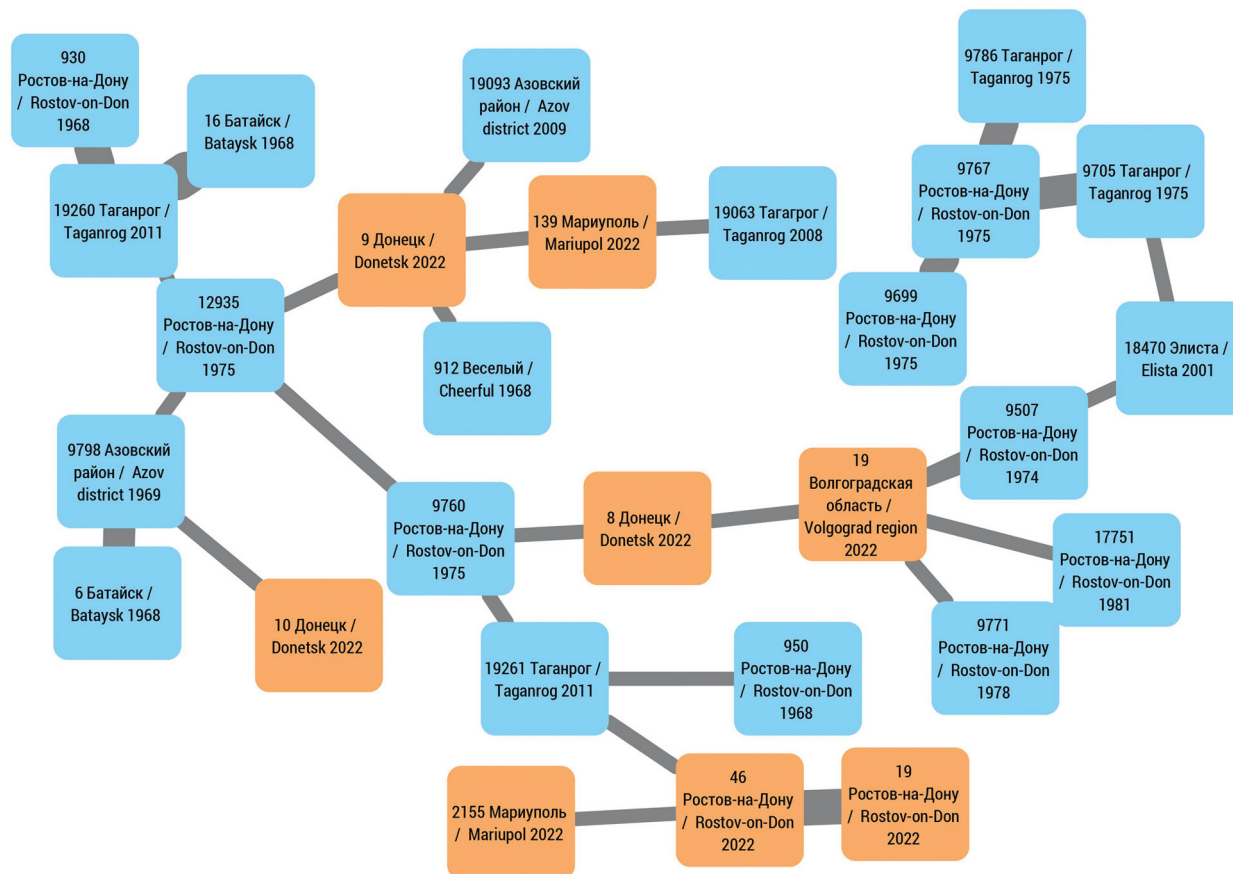 930
Ростов-на-Дону
/ Rostov-on-Don
1968
16 Батайск /
Bataysk 1968
19260 Таганрог /
Taganrog 2011
19093 Азовский
район / Azov
district 2009
9 Донецк /
Donetsk 2022
139 Мариуполь /
Mariupol 2022
19063 Тагагрог /
Taganrog 2008
9786 Таганрог /
Taganrog 1975
9767
Ростов-на-Дону
/ Rostov-on-Don
1975
9705 Таганрог /
Taganrog 1975
9699
Ростов-на-Дону
/ Rostov-on-Don
1975
18470 Элиста /
Elista 2001
12935
Ростов-на-Дону
/ Rostov-on-Don
1975
912 Веселый /
Cheerful 1968
9798 Азовский
район / Azov
district 1969
6 Батайск /
Bataysk 1968
10 Донецк /
Donetsk 2022
9760
Ростов-на-Дону
/ Rostov-on-Don
1975
8 Донецк /
Donetsk 2022
19
Волгоградская
область /
Volgograd region
2022
9507
Ростов-на-Дону
/ Rostov-on-Don
1974
17751
Ростов-на-Дону
/ Rostov-on-Don
1981
9771
Ростов-на-Дону
/ Rostov-on-Don
1978
19261 Таганрог /
Taganrog 2011
950
Ростов-на-Дону
/ Rostov-on-Don
1968
2155 Мариуполь
/ Mariupol 2022
46
Ростов-на-Дону
/ Rostov-on-Don
2022
19
Ростов-на-Дону
/ Rostov-on-Don
2022